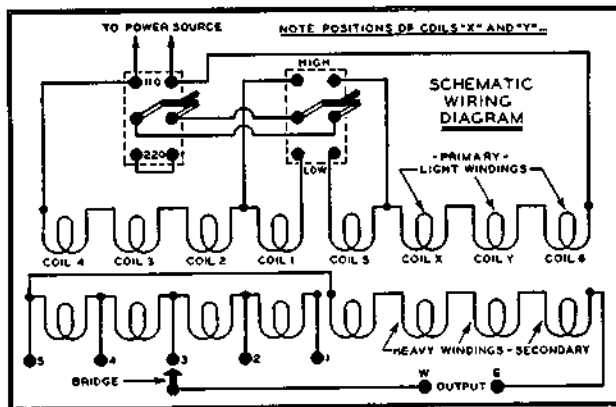 TO POWER SOURCE
NOTE POSITIONS OF COILS "X" AND "Y"...
110
HIGH
SCHEMATIC
WIRING
DIAGRAM
220
LOW
-PRIMARY-
LIGHT WINDINGS
COIL 4 COIL 3 COIL 2 COIL 1 COIL 5 COIL X COIL Y COIL 6
5 4 3 2 1
HEAVY WINDINGS - SECONDARY
BRIDGE
W OUTPUT E